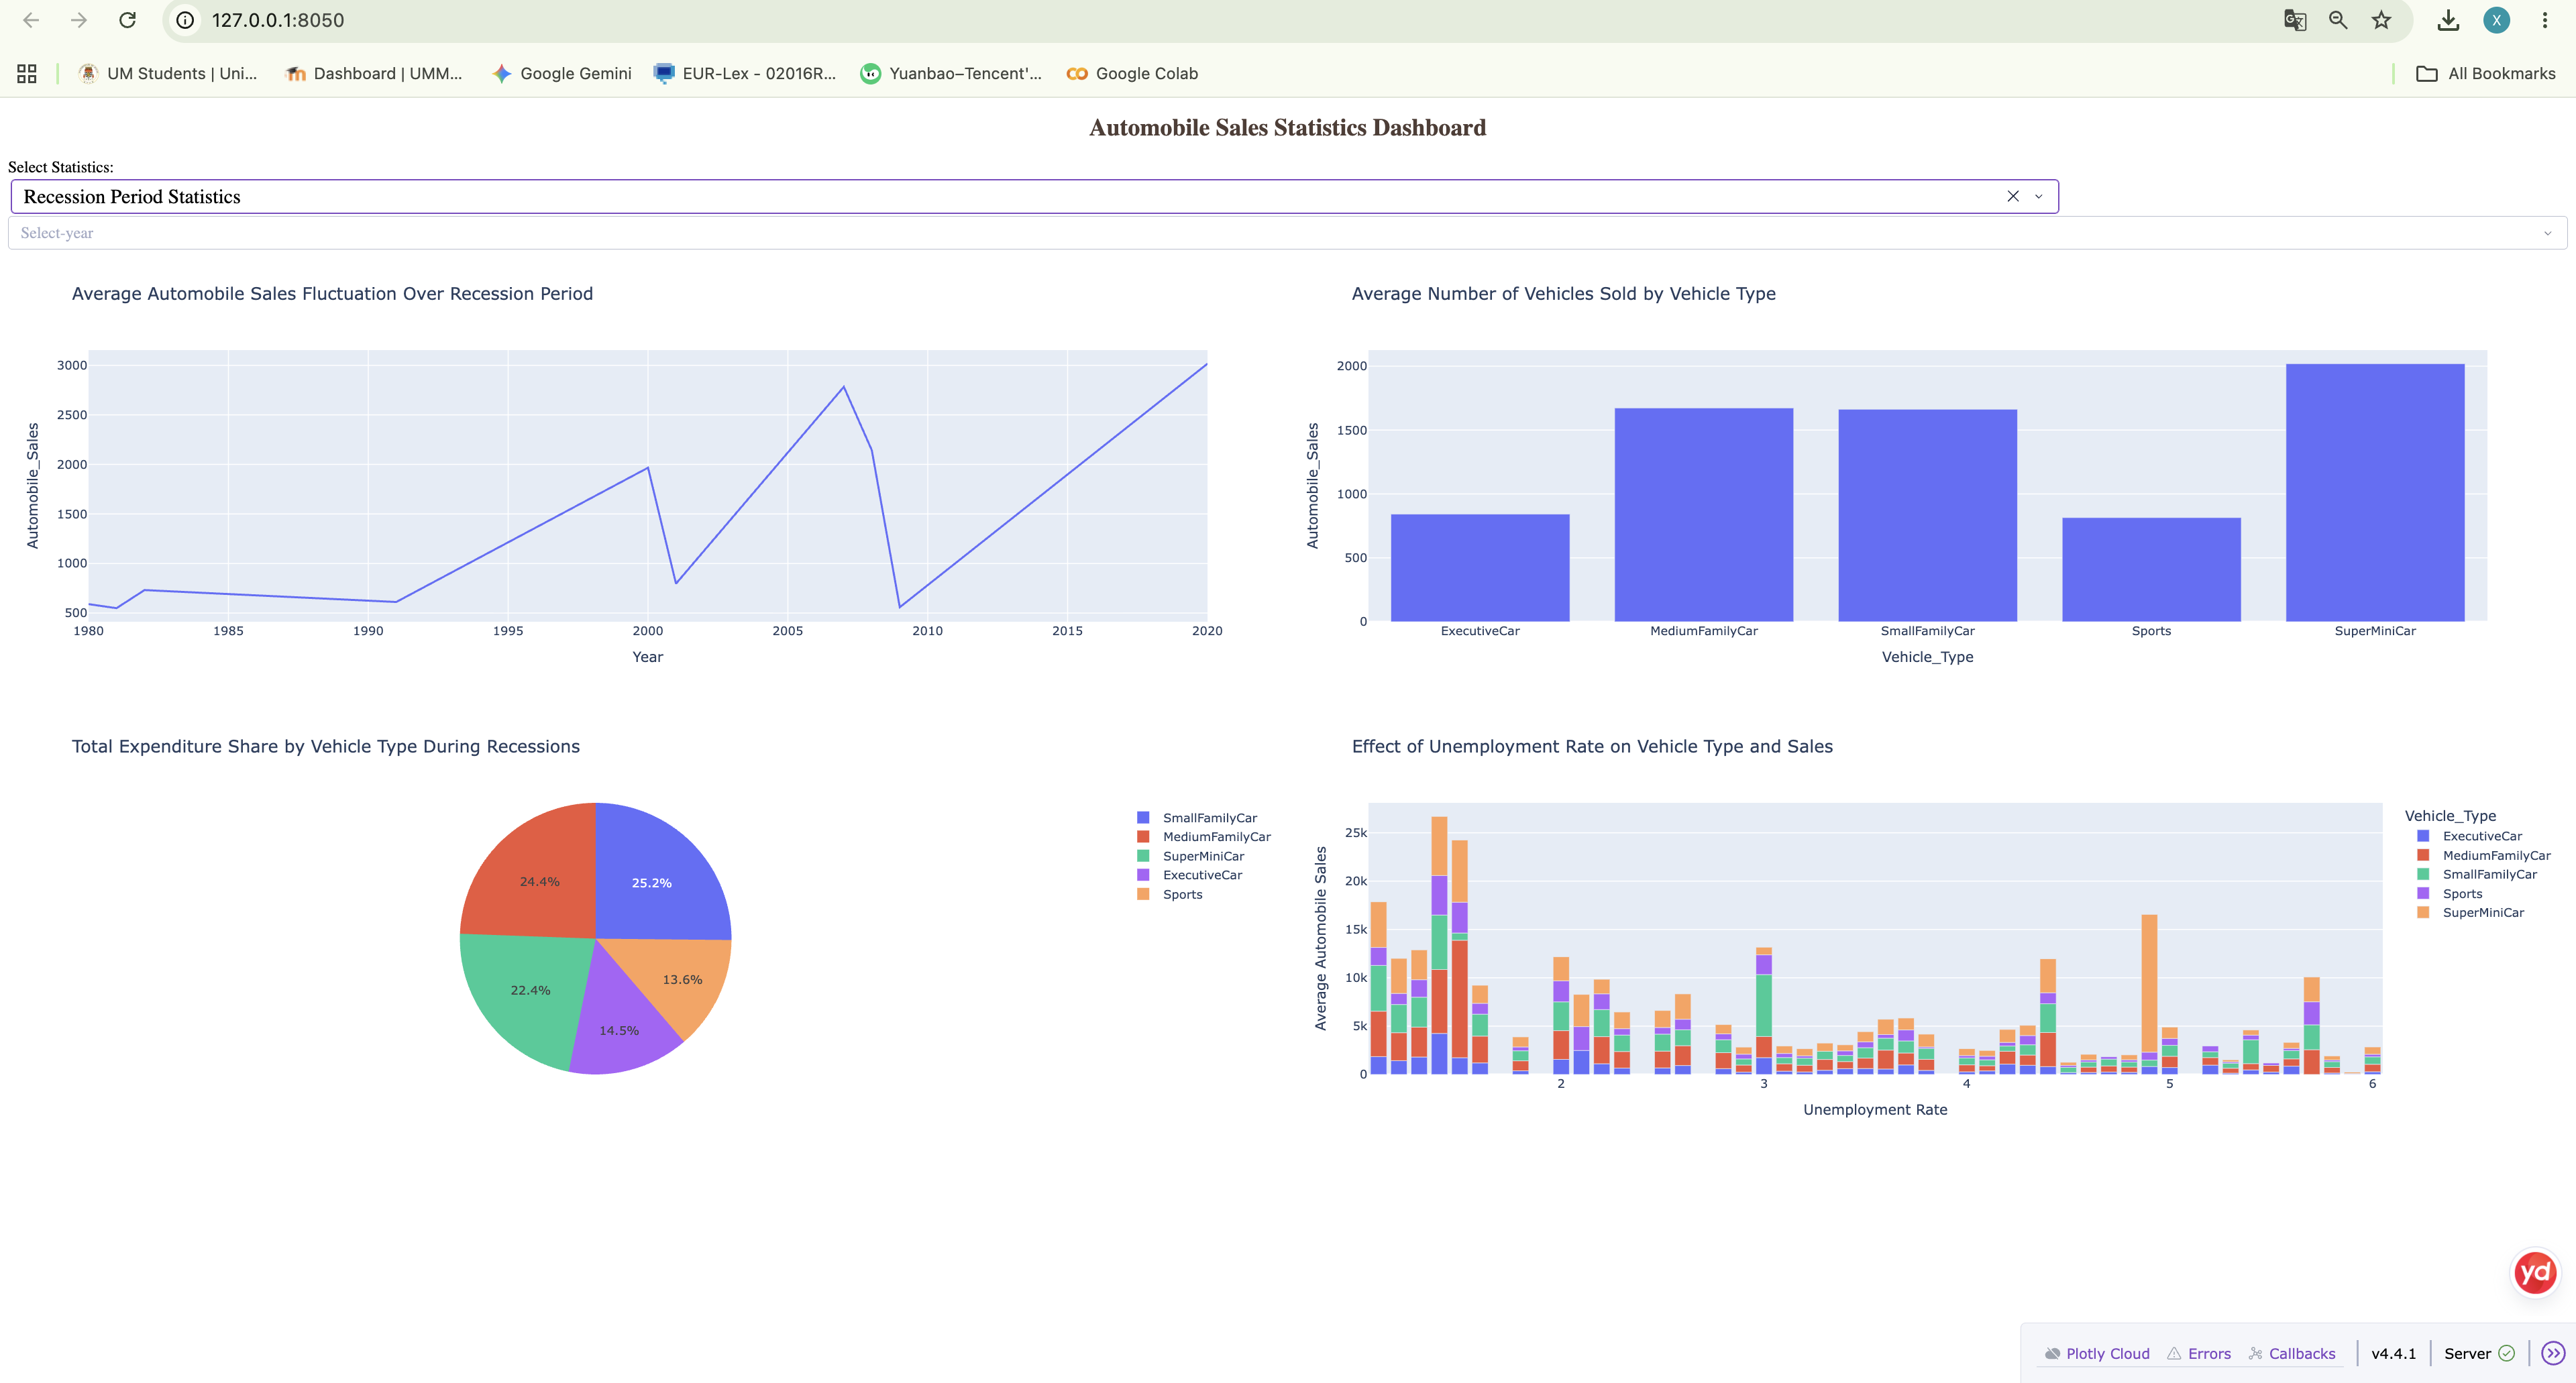 127.0.0.1:8050
UM Students | Uni...
Dashboard | UMM...
Google Gemini
EUR-Lex - 02016R...
Yuanbao–Tencent'...
Google Colab
All Bookmarks
X
Automobile Sales Statistics Dashboard
Select Statistics:
Recession Period Statistics
Select-year
Average Automobile Sales Fluctuation Over Recession Period
3000
2500
2000
1500
1000
500
Automobile_Sales
1980 1985 1990 1995 2000 2005 2010 2015 2020
Year
Average Number of Vehicles Sold by Vehicle Type
2000
1500
1000
500
0
Automobile_Sales
ExecutiveCar MediumFamilyCar SmallFamilyCar Sports SuperMiniCar
Vehicle_Type
Total Expenditure Share by Vehicle Type During Recessions
24.4%
25.2%
22.4%
13.6%
14.5%
SmallFamilyCar
MediumFamilyCar
SuperMiniCar
ExecutiveCar
Sports
Effect of Unemployment Rate on Vehicle Type and Sales
25k
20k
15k
10k
5k
0
Average Automobile Sales
2 3 4 5 6
Unemployment Rate
Vehicle_Type
ExecutiveCar
MediumFamilyCar
SmallFamilyCar
Sports
SuperMiniCar
yd
Plotly Cloud Errors Callbacks v4.4.1 Server